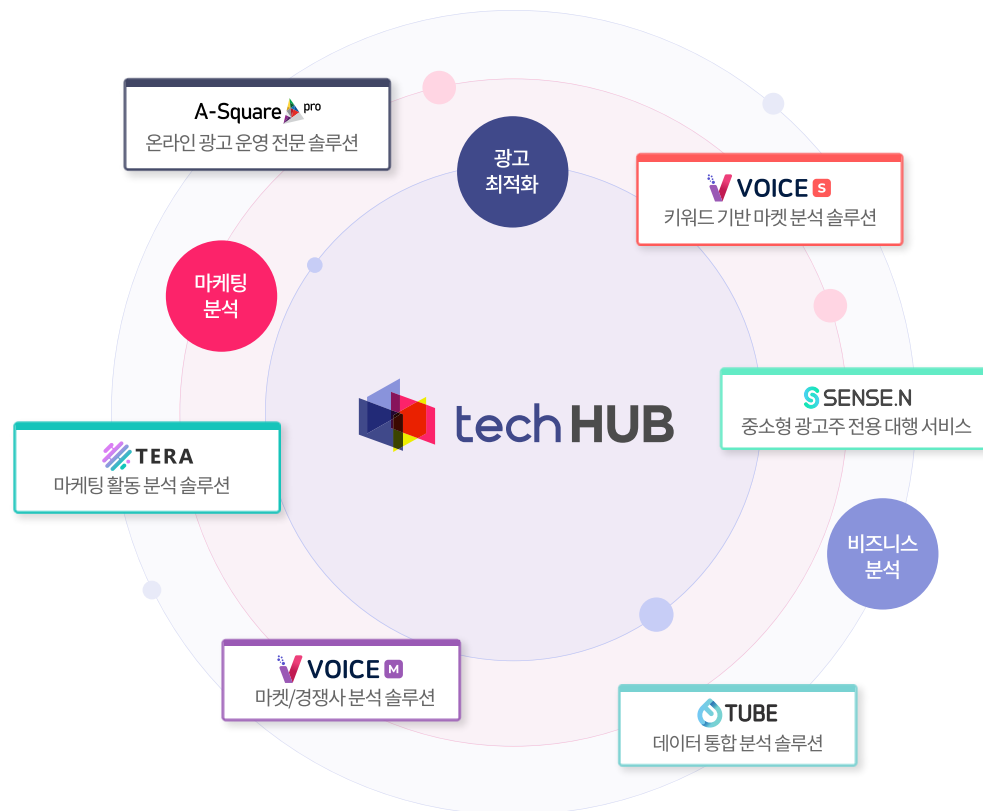 A-Square pro
온라인 광고 운영 전문 솔루션
광고
최적화
VOICE S
키워드 기반 마켓 분석 솔루션
마케팅
분석
tech HUB
SENSE.N
중소형 광고주 전용 대행 서비스
TERA
마케팅 활동 분석 솔루션
비즈니스
분석
VOICE M
마켓/경쟁사 분석 솔루션
TUBE
데이터 통합 분석 솔루션